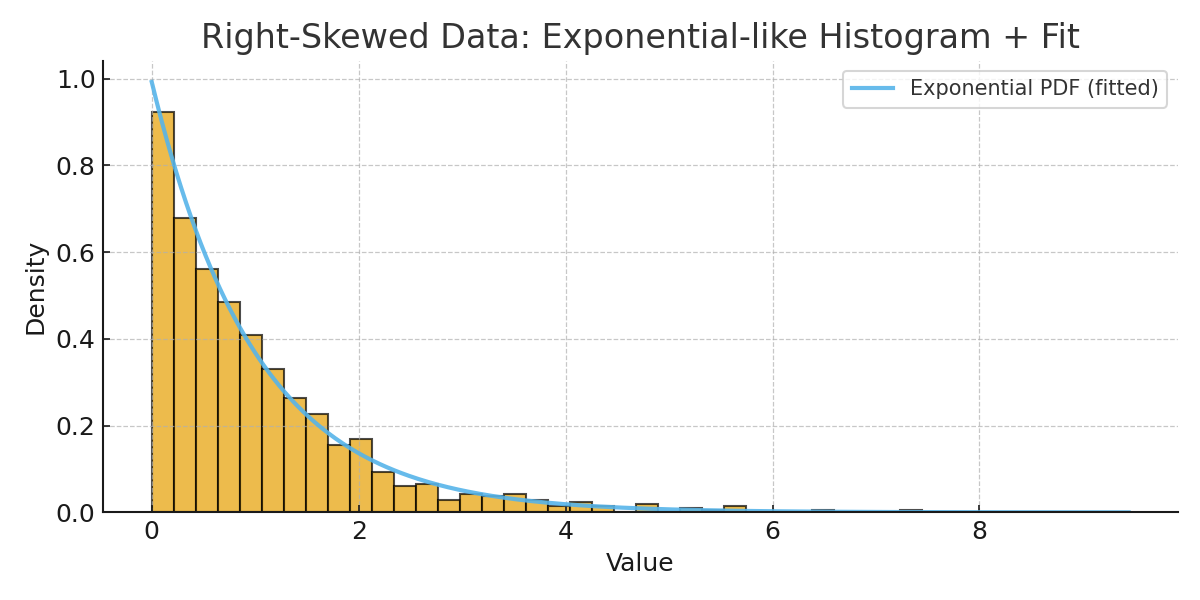 Right-Skewed Data: Exponential-like Histogram + Fit
Exponential PDF (fitted)
Density
1.0
0.8
0.6
0.4
0.2
0.0
0 2 4 6 8
Value